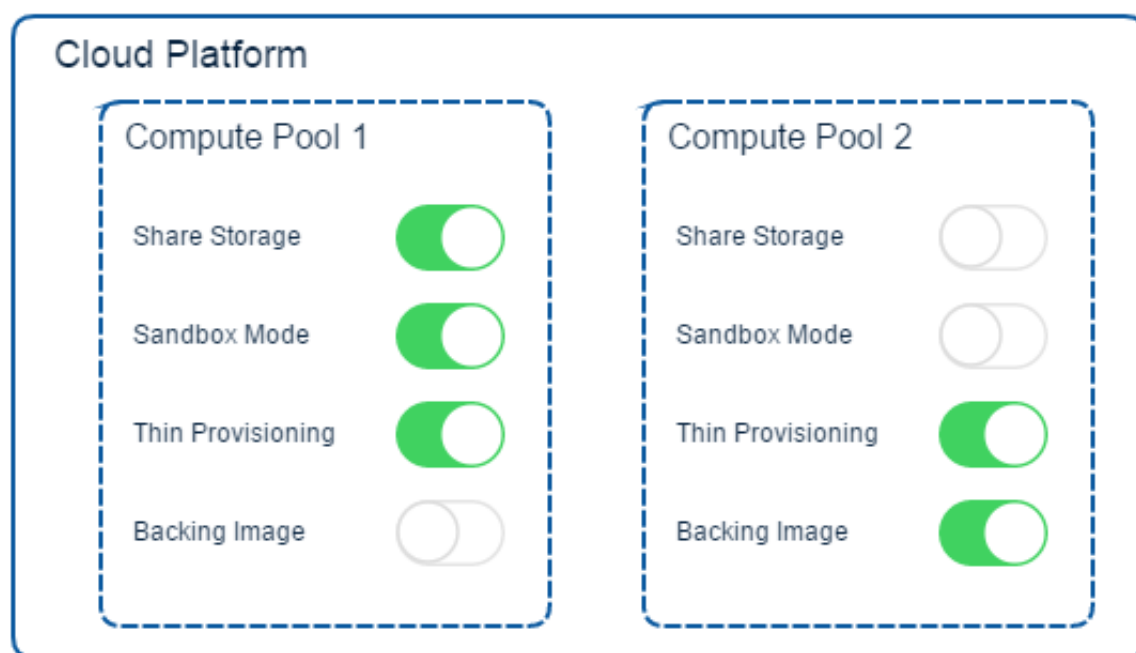 Cloud Platform
Compute Pool 1
Share Storage
Sandbox Mode
Thin Provisioning
Backing Image
Compute Pool 2
Share Storage
Sandbox Mode
Thin Provisioning
Backing Image